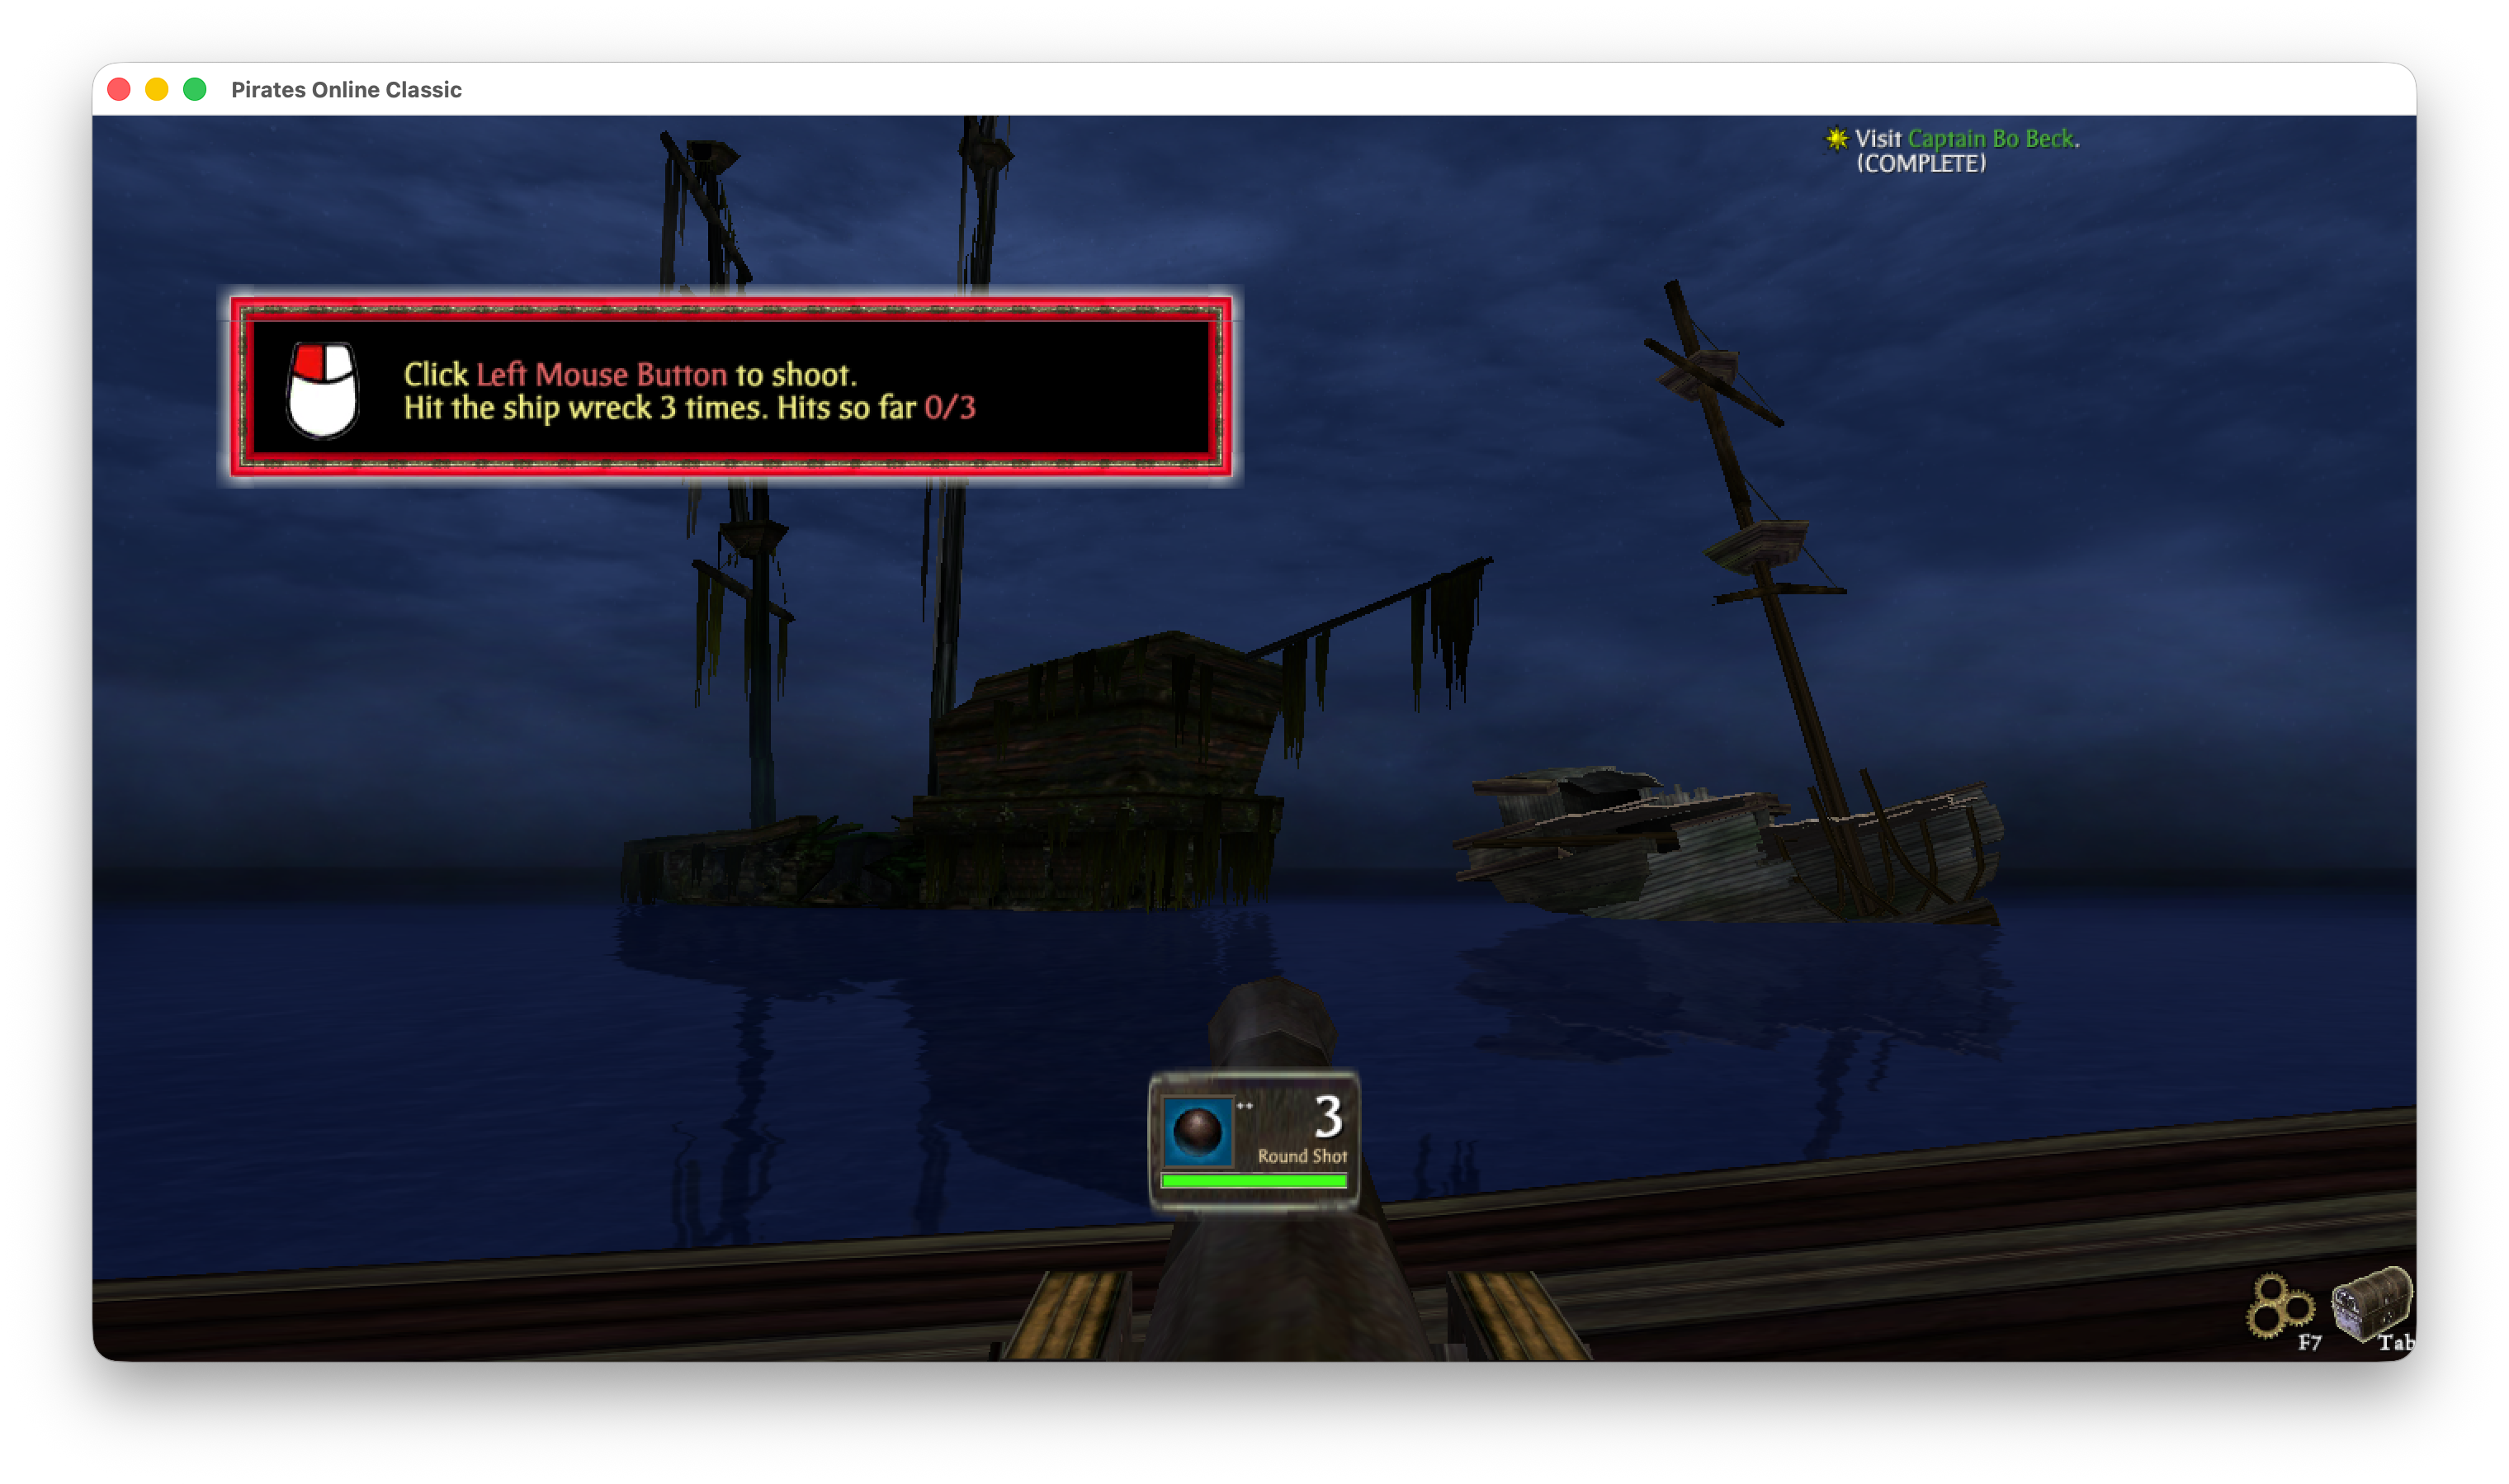 Pirates Online Classic
Visit Captain Bo Beck.
(COMPLETE)
Click Left Mouse Button to shoot.
Hit the ship wreck 3 times. Hits so far 0/3
++ 3
Round Shot
F7
Tab